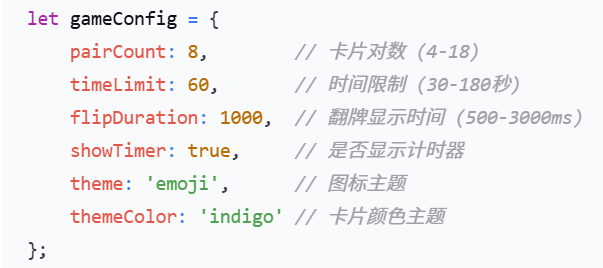 let gameConfig = {
    pairCount: 8,        // 卡片对数 (4-18)
    timeLimit: 60,       // 时间限制 (30-180秒)
    flipDuration: 1000,  // 翻牌显示时间 (500-3000ms)
    showTimer: true,     // 是否显示计时器
    theme: 'emoji',      // 图标主题
    themeColor: 'indigo' // 卡片颜色主题
};